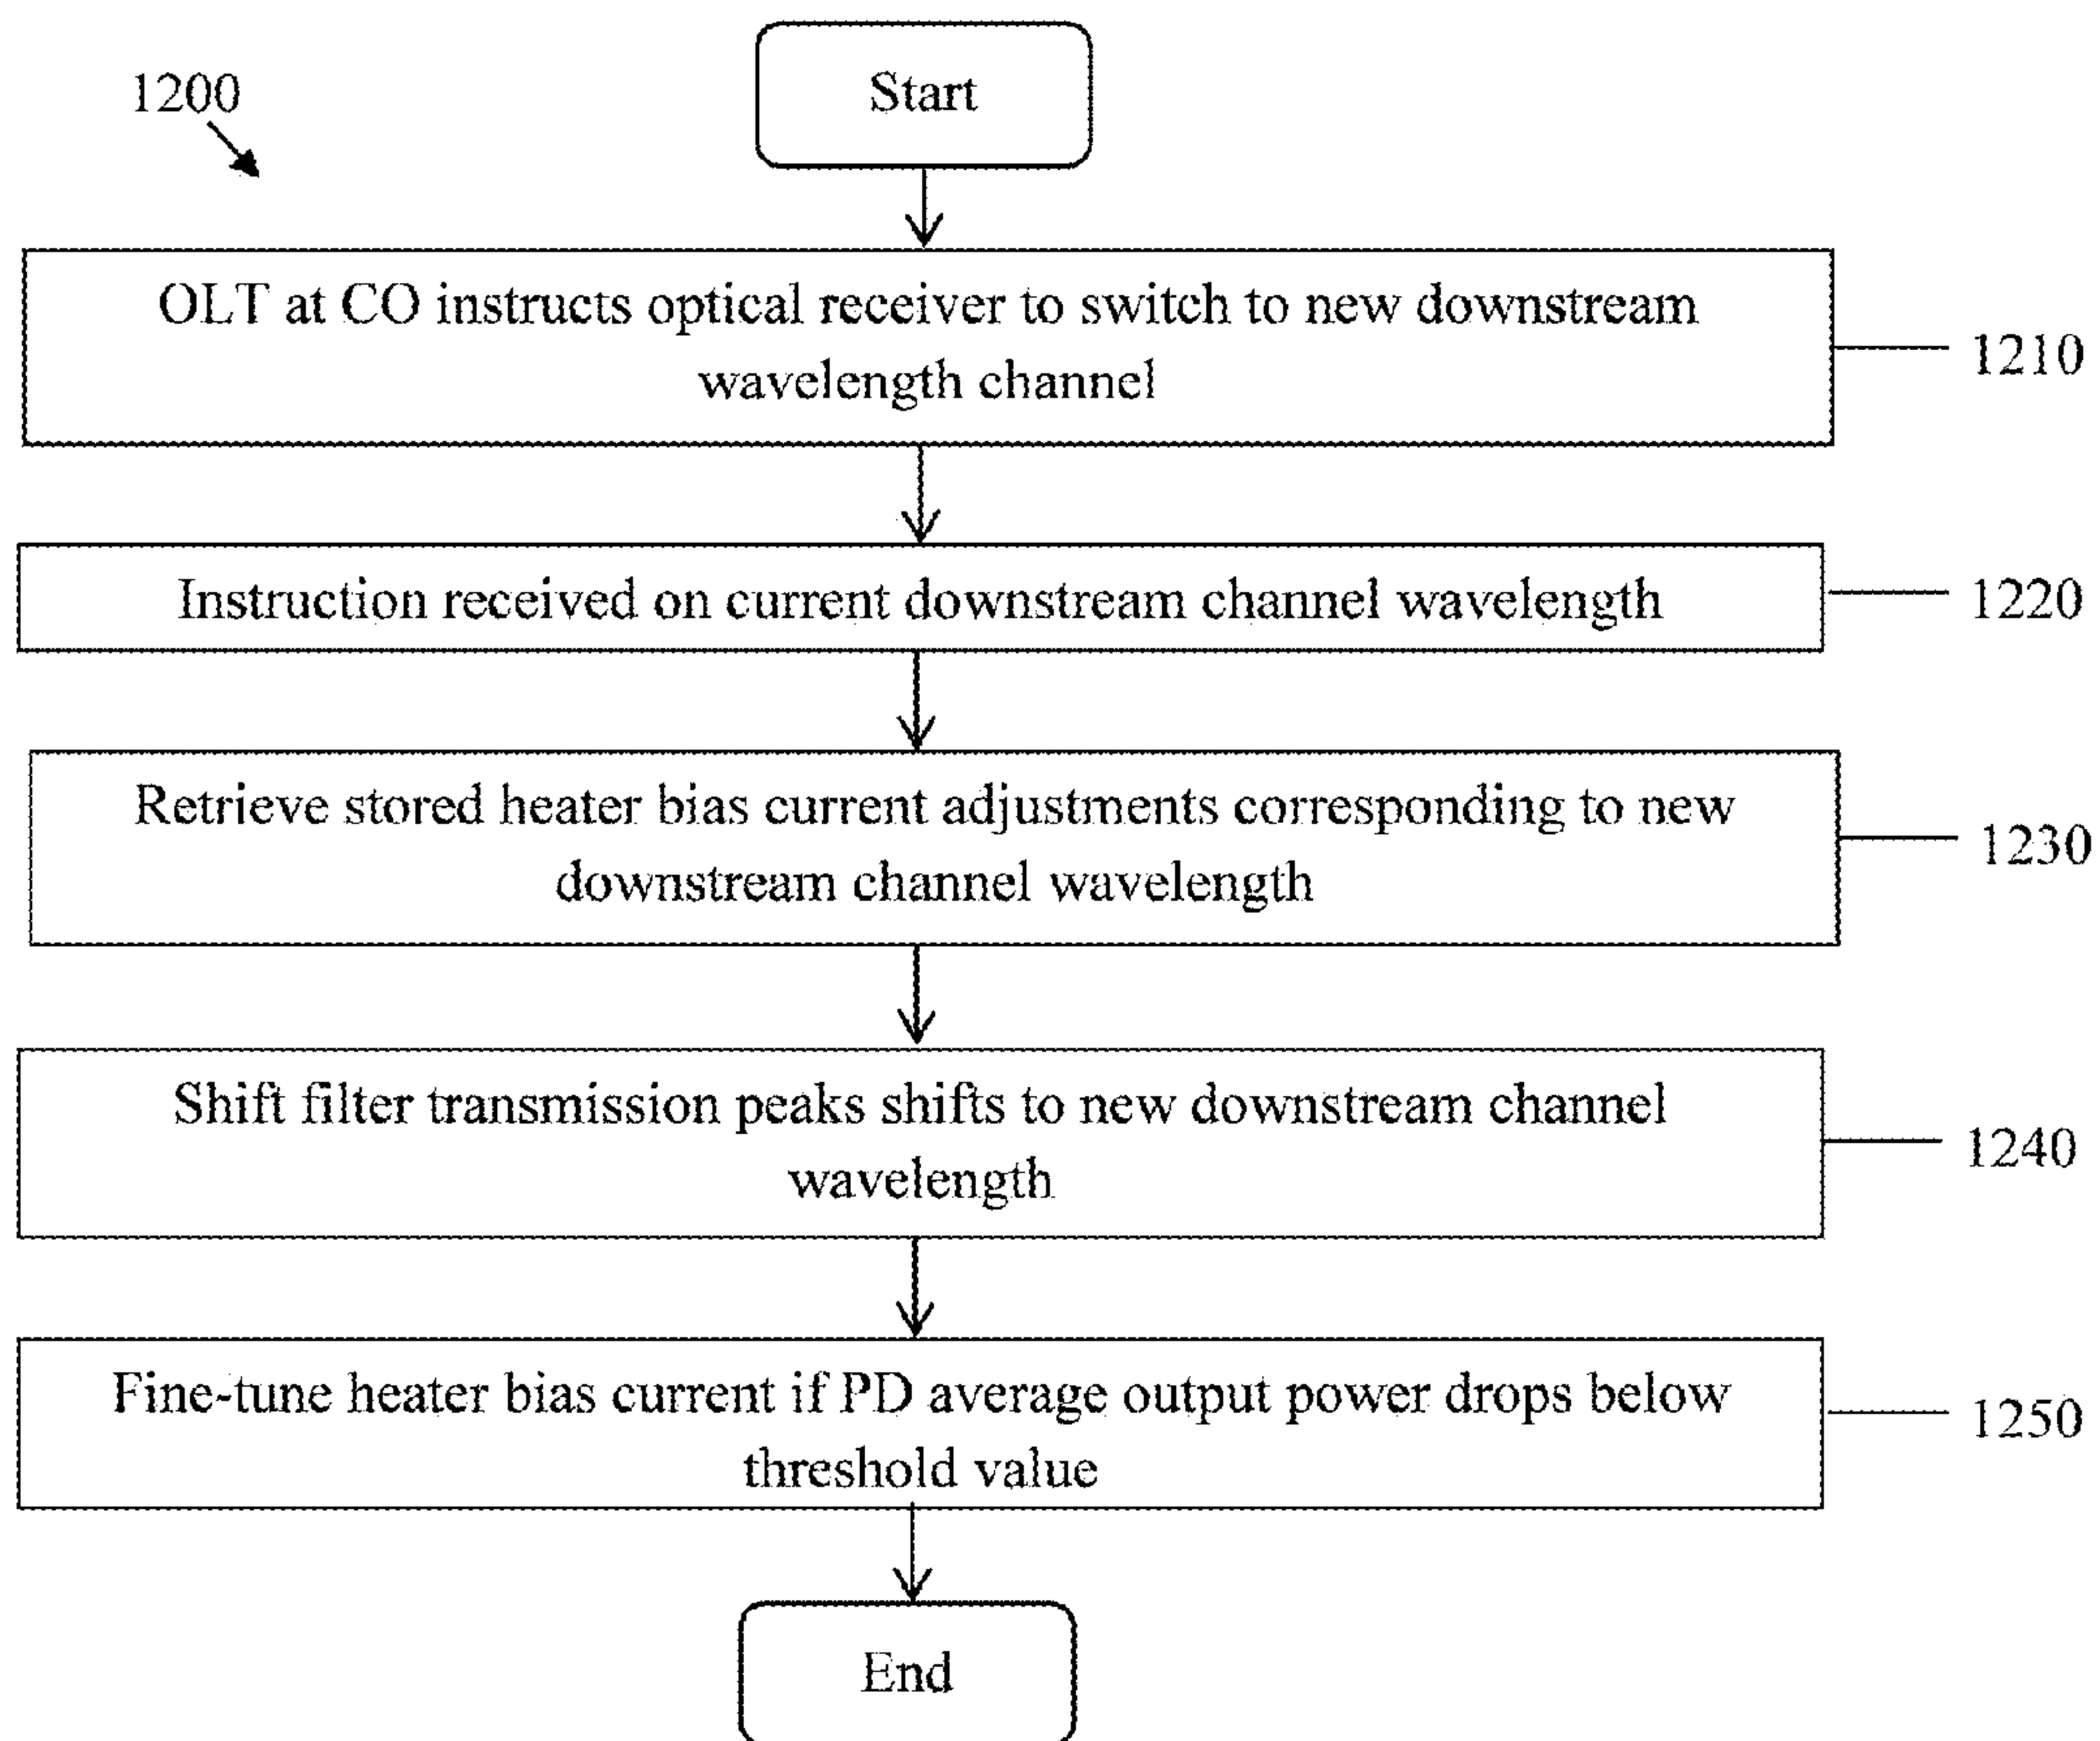 1200
Start
OLT at CO instructs optical receiver to switch to new downstream
wavelength channel
1210
Instruction received on current downstream channel wavelength
1220
Retrieve stored heater bias current adjustments corresponding to new
downstream channel wavelength
1230
Shift filter transmission peaks shifts to new downstream channel
wavelength
1240
Fine-tune heater bias current if PD average output power drops below
threshold value
1250
End